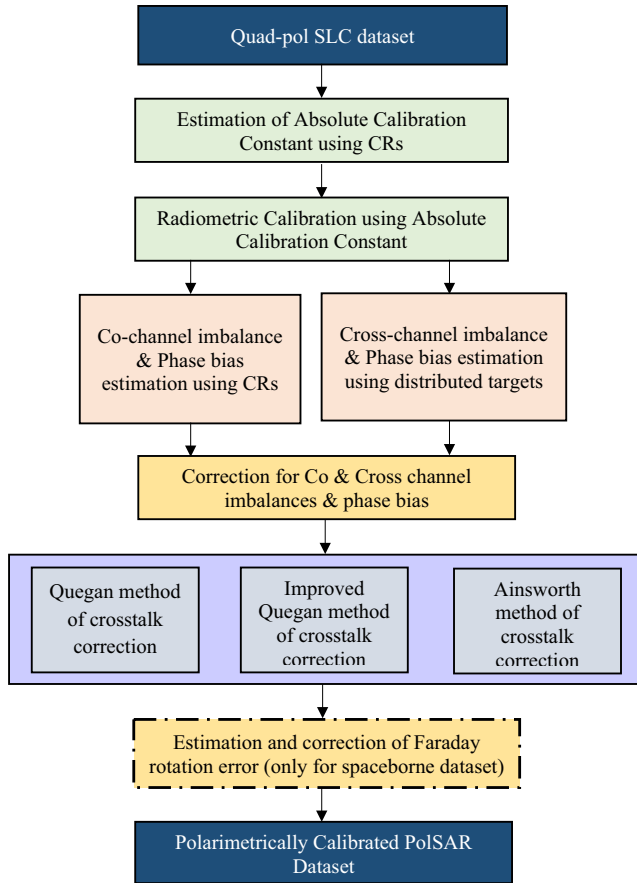 Quad-pol SLC dataset
Estimation of Absolute Calibration
Constant using CRs
Radiometric Calibration using Absolute
Calibration Constant
Co-channel imbalance
& Phase bias
estimation using CRs
Cross-channel imbalance
& Phase bias estimation
using distributed targets
Correction for Co & Cross channel
imbalances & phase bias
Quegan method
of crosstalk
correction
Improved
Quegan method
of crosstalk
correction
Ainsworth
method of
crosstalk
correction
Estimation and correction of Faraday
rotation error (only for spaceborne dataset)
Polarimetrically Calibrated PolSAR
Dataset